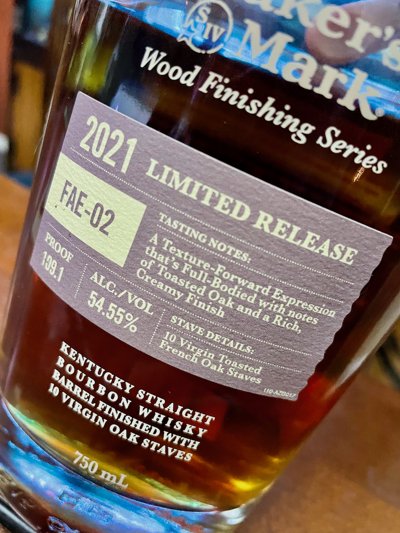 SIV
aker's
Mark®
Wood Finishing Series
2021 LIMITED RELEASE
FAE-02
TASTING NOTES:
A Texture-Forward Expression
that's Full-Bodied with notes
of Toasted Oak and a Rich,
Creamy Finish
PROOF
109.1
ALC./VOL
54.55%
STAVE DETAILS:
10 Virgin Toasted
French Oak Staves
KENTUCKY STRAIGHT
BOURBON WHISKY
BARREL FINISHED WITH
10 VIRGIN OAK STAVES
750 mL